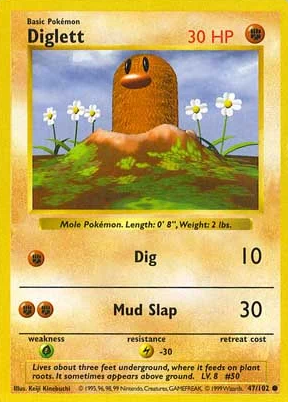 Basic Pokémon
Diglett 30 HP
Mole Pokémon. Length: 0' 8", Weight: 2 lbs.
Dig 10
Mud Slap 30
weakness resistance retreat cost
-30
Lives about three feet underground, where it feeds on plant
roots. It sometimes appears above ground. LV. 8 #50
Illus. Keiji Kinebuchi © 1995, 96, 98, 99 Nintendo, Creatures, GAMEFREAK. © 1999 Wizards. 47/102